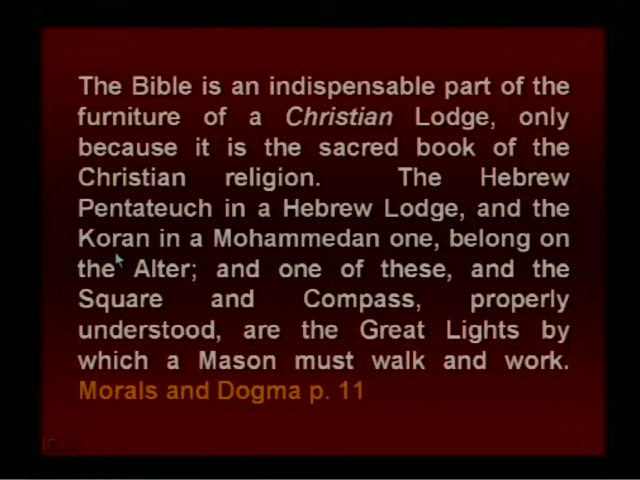 The Bible is an indispensable part of the
furniture of a Christian Lodge, only
because it is the sacred book of the
Christian religion. The Hebrew
Pentateuch in a Hebrew Lodge, and the
Koran in a Mohammedan one, belong on
the Alter; and one of these, and the
Square and Compass, properly
understood, are the Great Lights by
which a Mason must walk and work.
Morals and Dogma p. 11